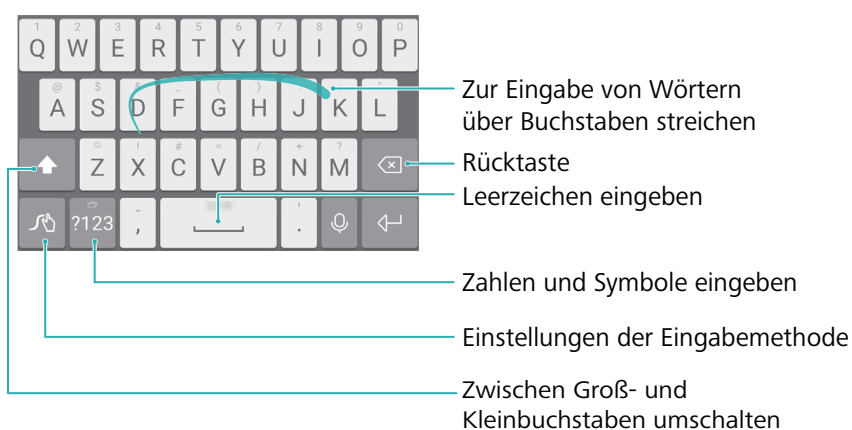 1 2 3 4 5 6 7 8 9 0
Q W E R T Y U I O P
@ $ & _ ( ) : ; "
A S D F G H J K L
☺ ! # = / + ?
Z X C V B N M
?123 - , ' .
Zur Eingabe von Wörtern
über Buchstaben streichen
Rücktaste
Leerzeichen eingeben
Zahlen und Symbole eingeben
Einstellungen der Eingabemethode
Zwischen Groß- und
Kleinbuchstaben umschalten